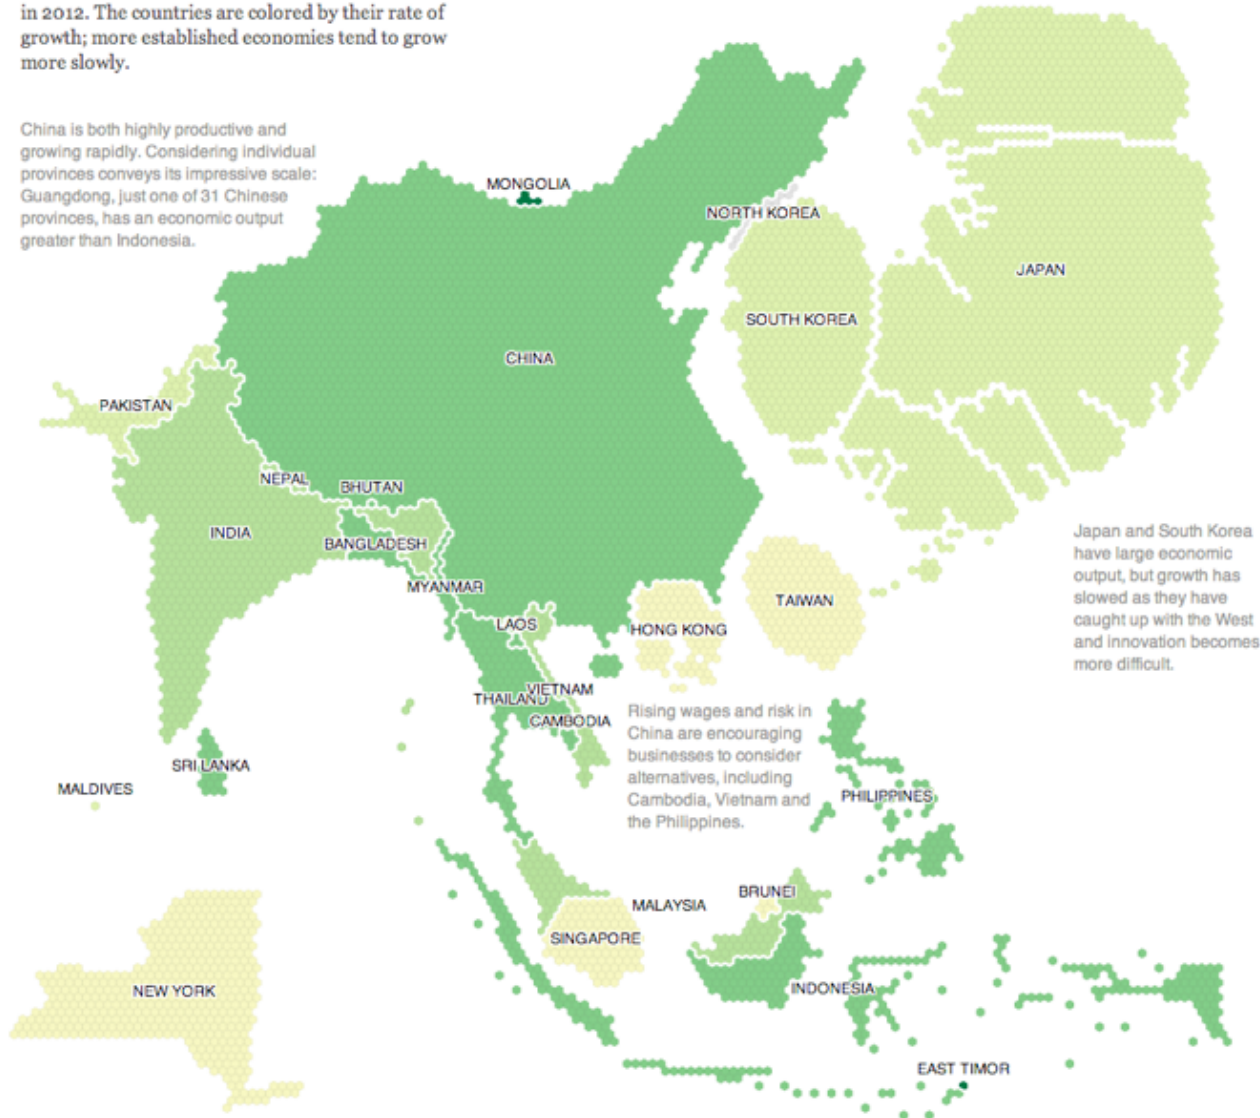 in 2012. The countries are colored by their rate of
growth; more established economies tend to grow
more slowly.
China is both highly productive and
growing rapidly. Considering individual
provinces conveys its impressive scale:
Guangdong, just one of 31 Chinese
provinces, has an economic output
greater than Indonesia.
MONGOLIA
NORTH KOREA
JAPAN
SOUTH KOREA
CHINA
PAKISTAN
NEPAL
BHUTAN
INDIA
BANGLADESH
MYANMAR
Japan and South Korea
have large economic
output, but growth has
slowed as they have
caught up with the West
and innovation becomes
more difficult.
TAIWAN
LAOS
HONG KONG
VIETNAM
THAILAND
CAMBODIA
Rising wages and risk in
China are encouraging
businesses to consider
alternatives, including
Cambodia, Vietnam and
the Philippines.
SRI LANKA
MALDIVES
PHILIPPINES
BRUNEI
MALAYSIA
SINGAPORE
NEW YORK
INDONESIA
EAST TIMOR